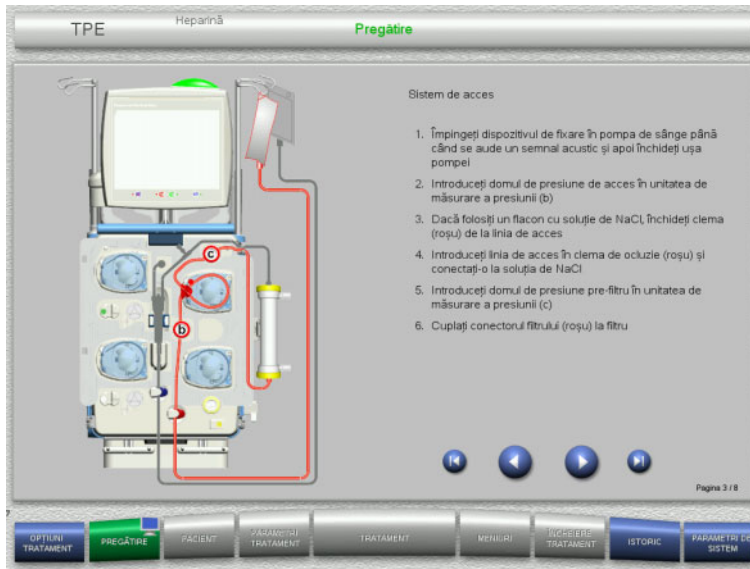 TPE
Heparină
Pregătire
Sistem de acces
1. Împingeți dispozitivul de fixare în pompa de sânge până
când se aude un semnal acustic și apoi închideți ușa
pompei
2. Introduceți domul de presiune de acces în unitatea de
măsurare a presiunii (b)
3. Dacă folosiți un flacon cu soluție de NaCl, închideți clema
(roșu) de la linia de acces
4. Introduceți linia de acces în clema de ocluzie (roșu) și
conectați-o la soluția de NaCl
5. Introduceți domul de presiune pre-filtru în unitatea de
măsurare a presiunii (c)
6. Cuplați conectorul filtrului (roșu) la filtru
c
b
Pagina 3 / 8
OPȚIUNI
TRATAMENT
PREGĂTIRE
PACIENT
PARAMETRI
TRATAMENT
TRATAMENT
MENIURI
ÎNCHEIERE
TRATAMENT
ISTORIC
PARAMETRI DE
SISTEM